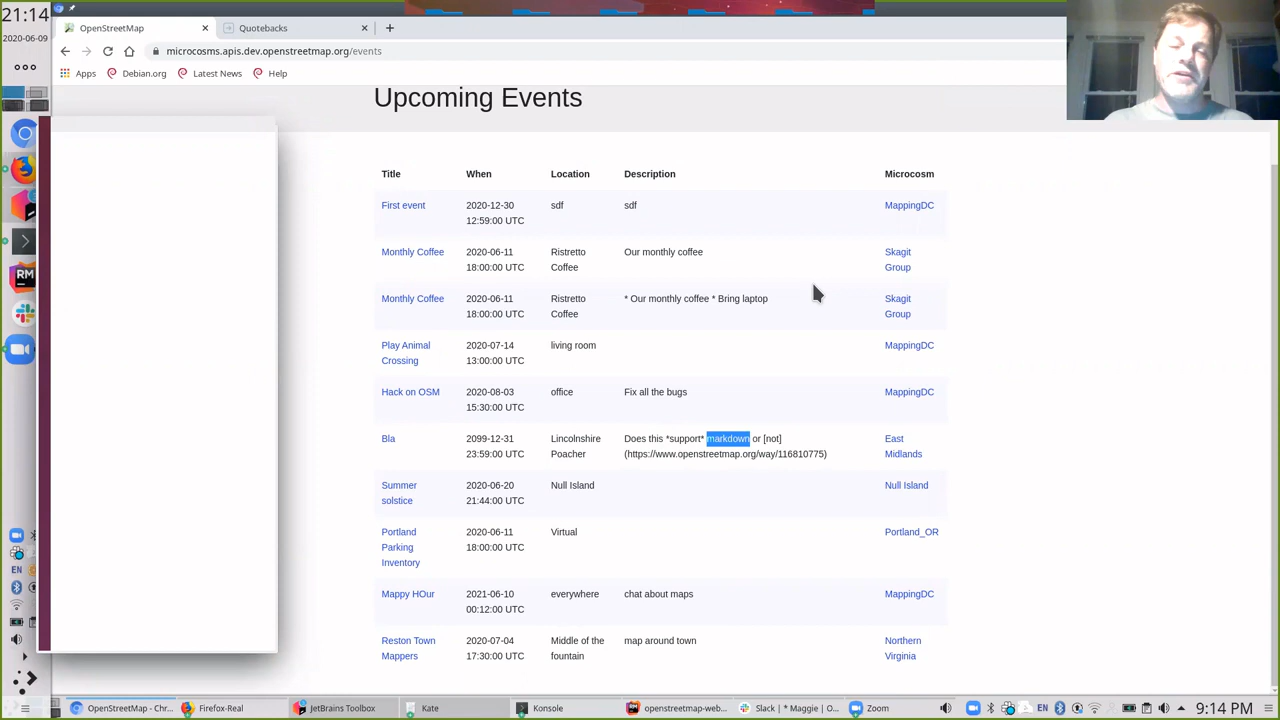 21:14
2020-06-09
OpenStreetMap
Quotebacks
microcosms.apis.dev.openstreetmap.org/events
Apps
Debian.org
Latest News
Help
Upcoming Events
Title When Location Description Microcosm
First event 2020-12-30 sdf sdf MappingDC
12:59:00 UTC
Monthly Coffee 2020-06-11 Ristretto Our monthly coffee Skagit
18:00:00 UTC Coffee Group
Monthly Coffee 2020-06-11 Ristretto * Our monthly coffee * Bring laptop Skagit
18:00:00 UTC Coffee Group
Play Animal 2020-07-14 living room MappingDC
Crossing 13:00:00 UTC
Hack on OSM 2020-08-03 office Fix all the bugs MappingDC
15:30:00 UTC
Bla 2099-12-31 Lincolnshire Does this *support* markdown or [not] East
23:59:00 UTC Poacher (https://www.openstreetmap.org/way/116810775) Midlands
Summer 2020-06-20 Null Island Null Island
solstice 21:44:00 UTC
Portland 2020-06-11 Virtual Portland_OR
Parking 18:00:00 UTC
Inventory
Mappy HOur 2021-06-10 everywhere chat about maps MappingDC
00:12:00 UTC
Reston Town 2020-07-04 Middle of the map around town Northern
Mappers 17:30:00 UTC fountain Virginia
RM
EN
OpenStreetMap - Chr...
Firefox-Real
JetBrains Toolbox
Kate
Konsole
openstreetmap-web...
Slack | * Maggie | O...
Zoom
EN
9:14 PM